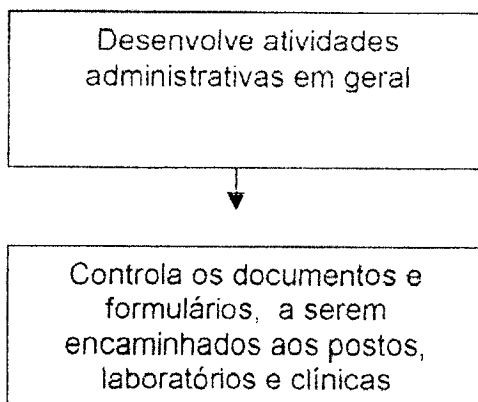 Desenvolve atividades
administrativas em geral
Controla os documentos e
formulários, a serem
encaminhados aos postos,
laboratórios e clínicas